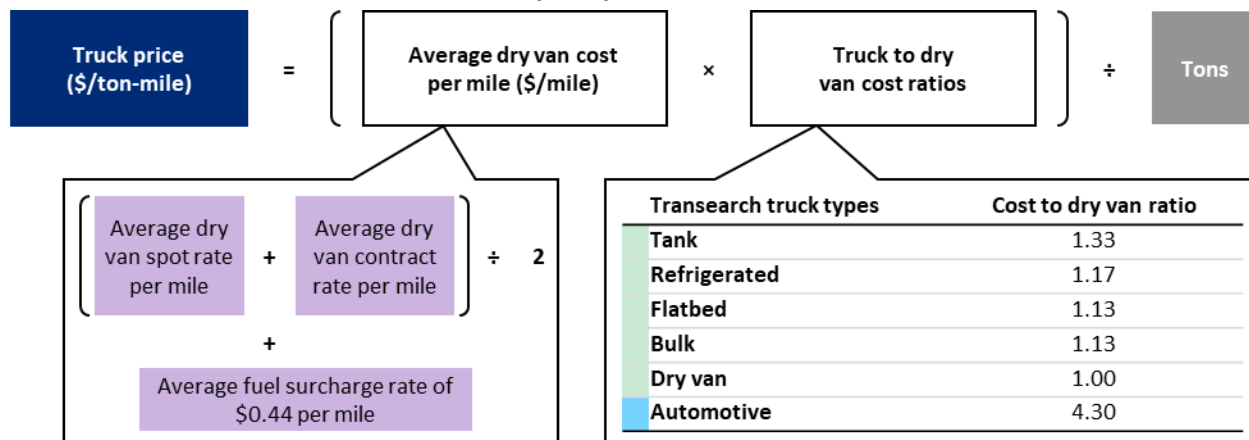 Truck price
($/ton-mile)
=
Average dry van cost
per mile ($/mile)
×
Truck to dry
van cost ratios
÷
Tons
Average dry
van spot rate
per mile
+
Average dry
van contract
rate per mile
÷ 2
+
Average fuel surcharge rate of
$0.44 per mile
Transearch truck types Cost to dry van ratio
Tank 1.33
Refrigerated 1.17
Flatbed 1.13
Bulk 1.13
Dry van 1.00
Automotive 4.30